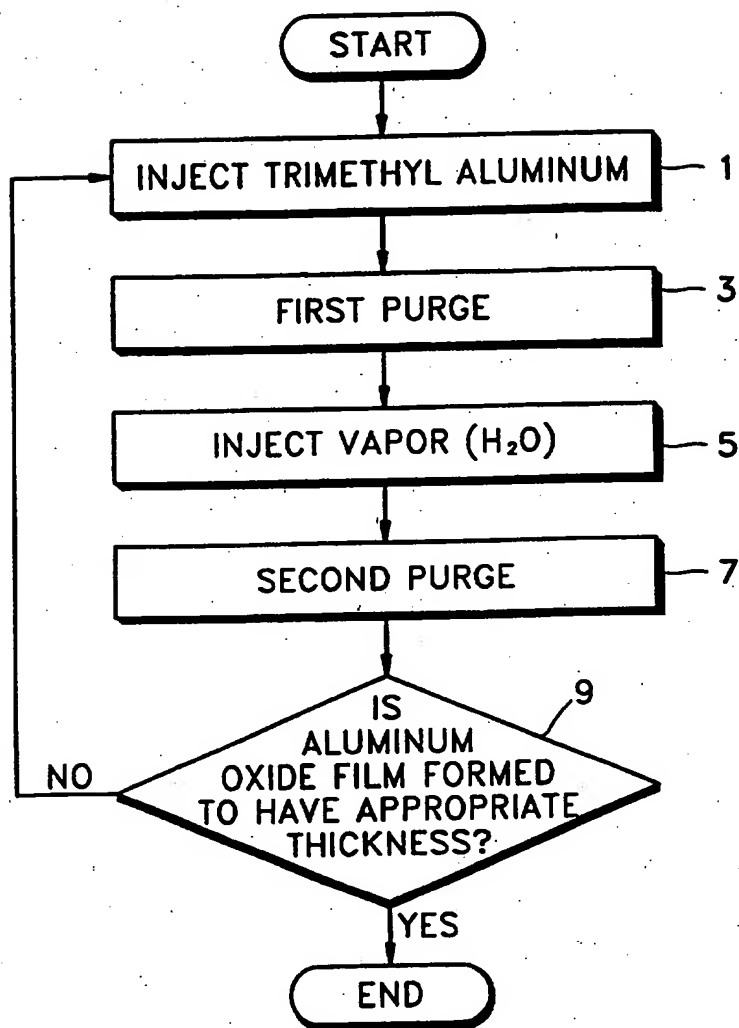 START
INJECT TRIMETHYL ALUMINUM
1
FIRST PURGE
3
INJECT VAPOR (H₂O)
5
SECOND PURGE
7
9
IS
ALUMINUM
OXIDE FILM FORMED
TO HAVE APPROPRIATE
THICKNESS?
NO
YES
END